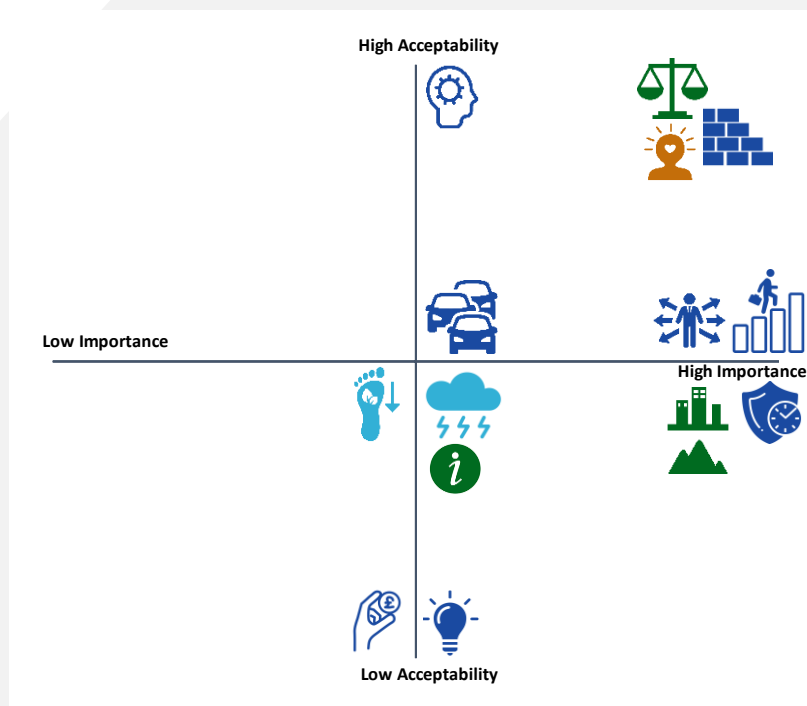 High Acceptability
Low Importance
High Importance
£
i
Low Acceptability